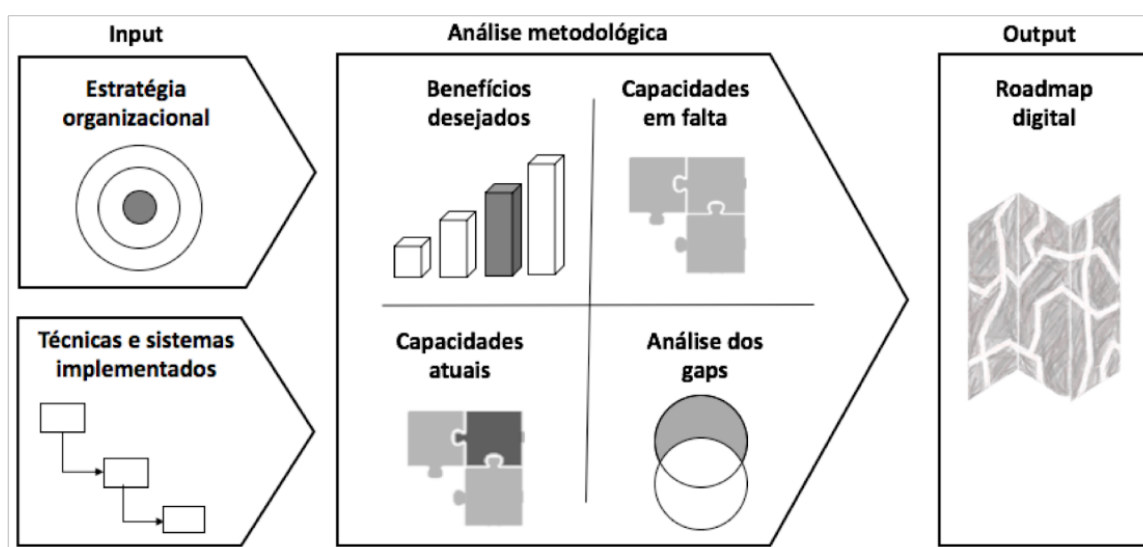 Input
Estratégia
organizacional
Técnicas e sistemas
implementados
Análise metodológica
Benefícios
desejados
Capacidades
em falta
Capacidades
atuais
Análise dos
gaps
Output
Roadmap
digital